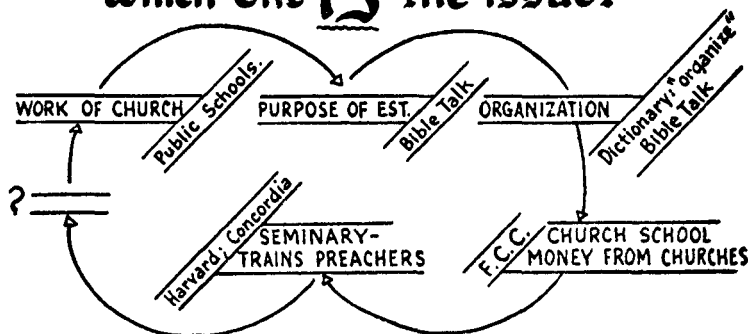 which one is the issue?
WORK OF CHURCH
Public Schools.
PURPOSE OF EST.
Bible Talk
ORGANIZATION
Dictionary: "organize"
Bible Talk
?
Harvard; Concordia
SEMINARY-
TRAINS PREACHERS
F.C.C.
CHURCH SCHOOL
MONEY FROM CHURCHES